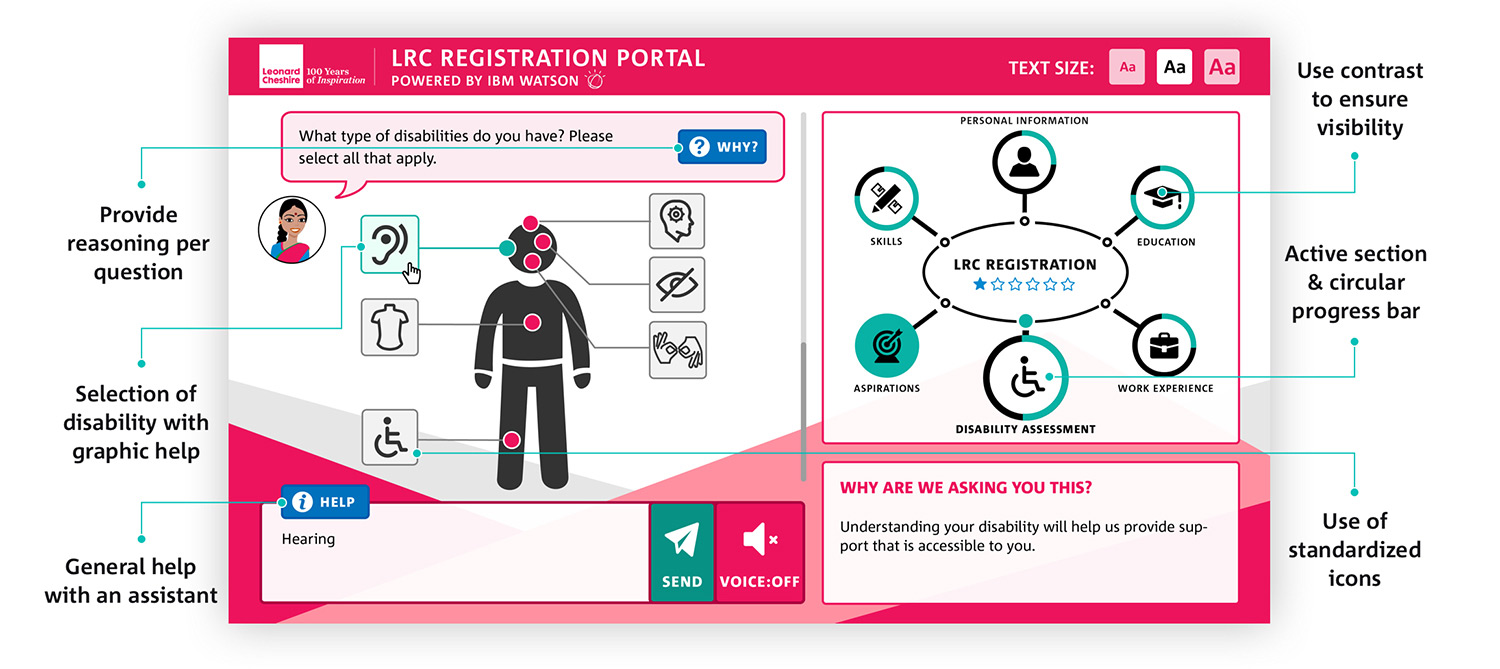 Leonard
Cheshire
100 Years
of Inspiration
LRC REGISTRATION PORTAL
POWERED BY IBM WATSON
TEXT SIZE:
Aa
Aa
Aa
What type of disabilities do you have? Please
select all that apply.
? WHY?
PERSONAL INFORMATION
SKILLS
EDUCATION
LRC REGISTRATION
ASPIRATIONS
WORK EXPERIENCE
DISABILITY ASSESSMENT
i HELP
Hearing
SEND
VOICE:OFF
WHY ARE WE ASKING YOU THIS?
Understanding your disability will help us provide sup-
port that is accessible to you.
Provide
reasoning per
question
Selection of
disability with
graphic help
General help
with an assistant
Use contrast
to ensure
visibility
Active section
& circular
progress bar
Use of
standardized
icons